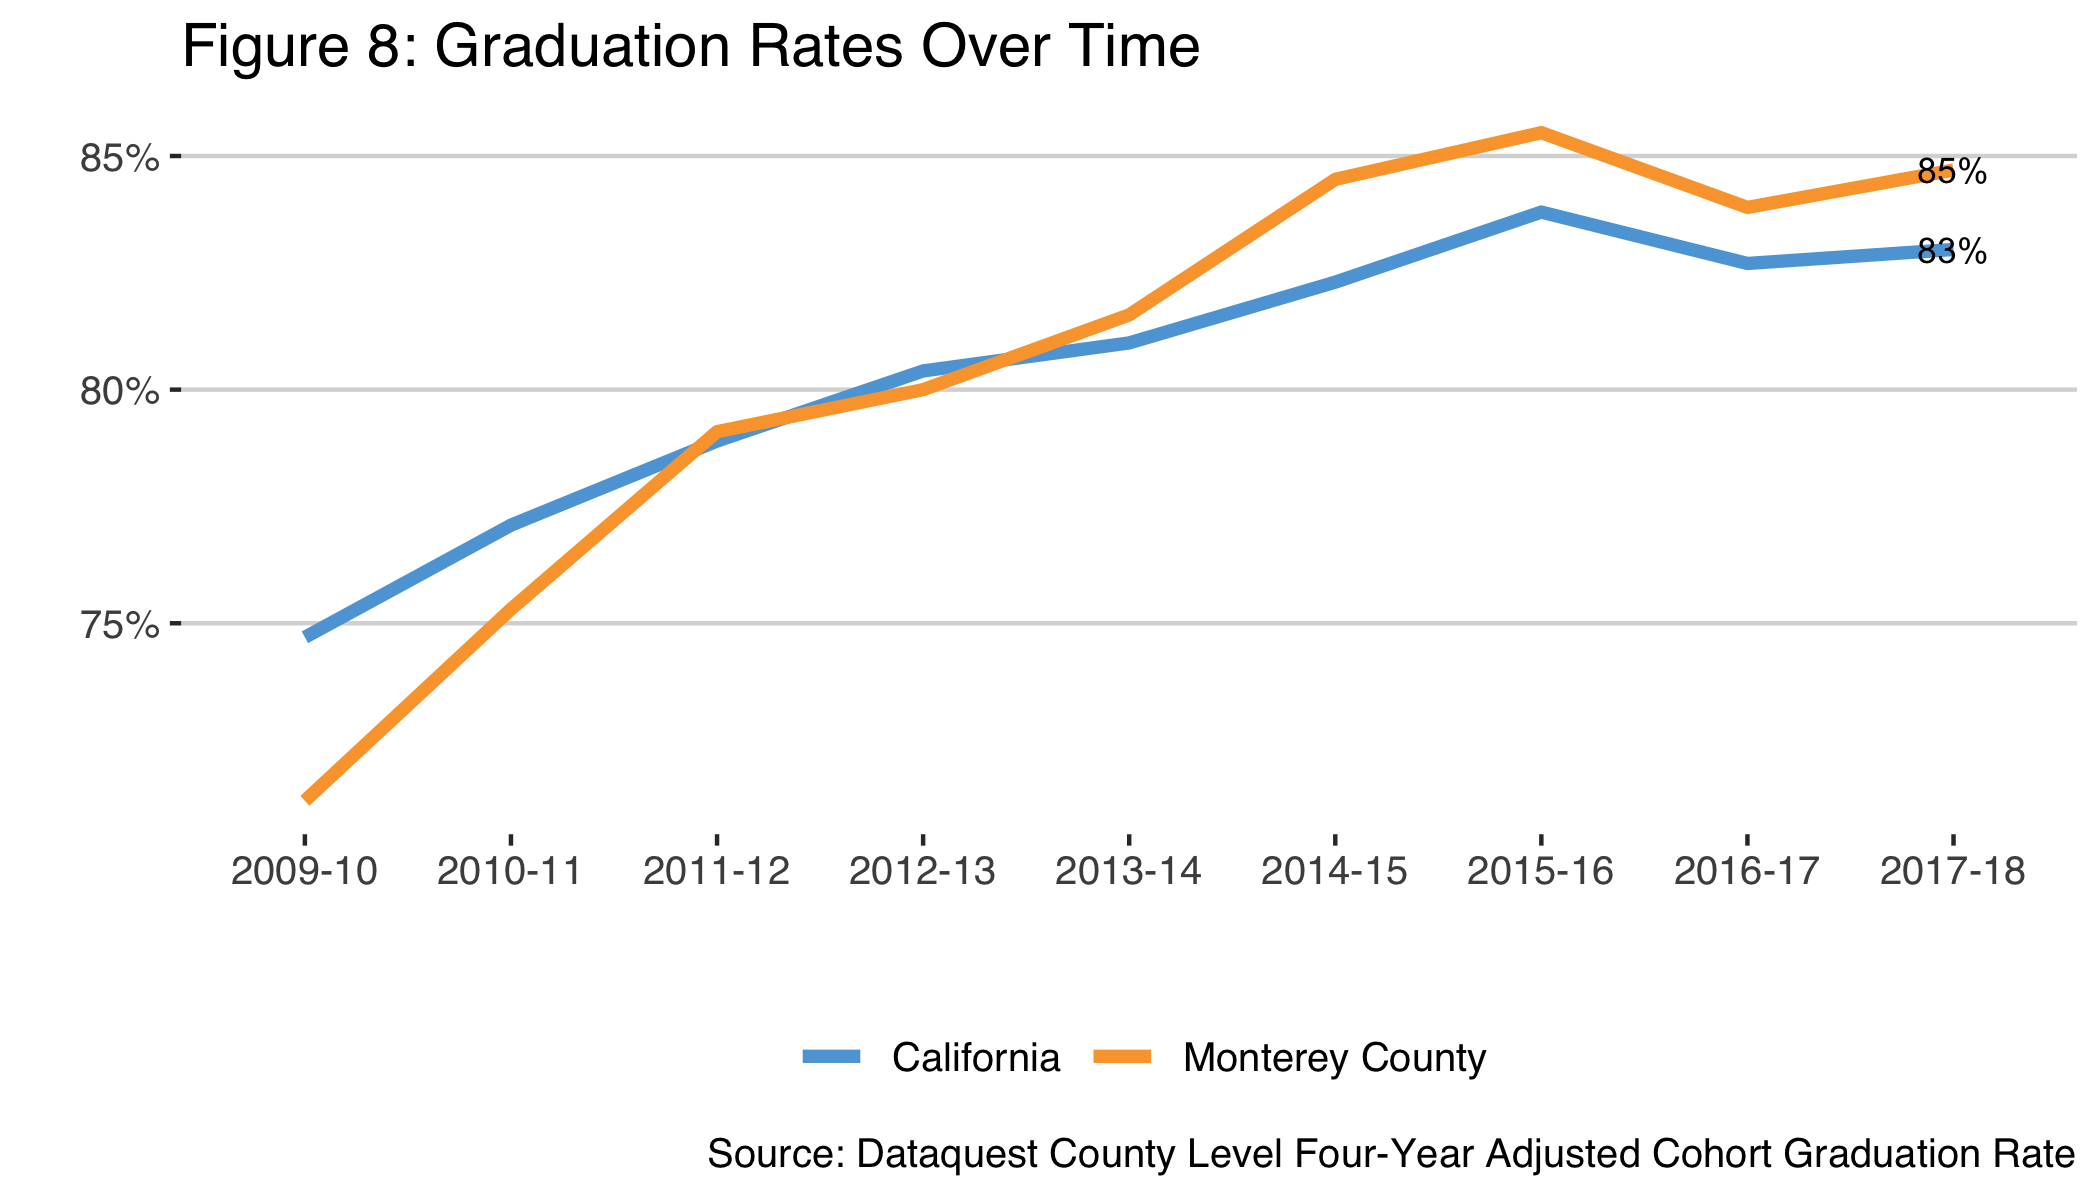 Figure 8: Graduation Rates Over Time
85%
80%
75%
85%
83%
2009-10 2010-11 2011-12 2012-13 2013-14 2014-15 2015-16 2016-17 2017-18
California Monterey County
Source: Dataquest County Level Four-Year Adjusted Cohort Graduation Rate